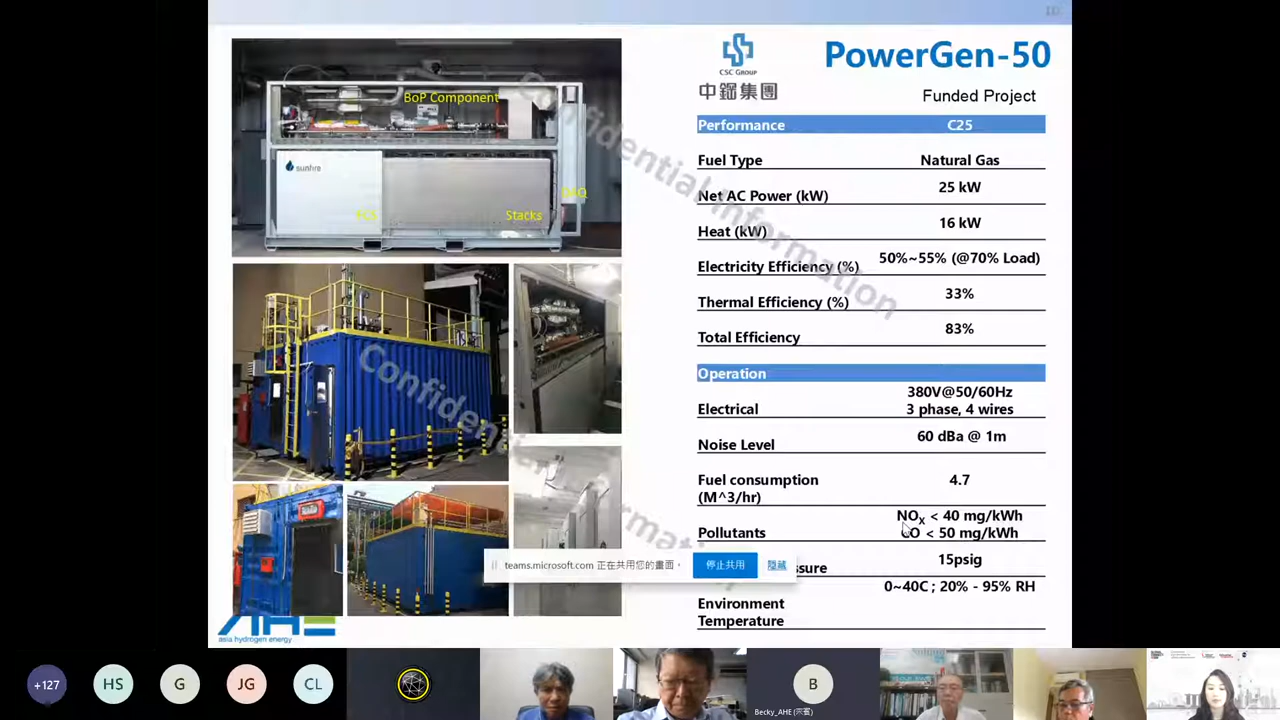 PowerGen-50
CSC GROUP
中鋼集團
Funded Project
BoP Component
sunfire
Stacks
Performance C25
Fuel Type Natural Gas
Net AC Power (kW) 25 kW
Heat (kW) 16 kW
Electricity Efficiency (%) 50%~55% (@70% Load)
Thermal Efficiency (%) 33%
Total Efficiency 83%
Operation
Electrical 380V@50/60Hz
3 phase, 4 wires
Noise Level 60 dBa @ 1m
Fuel consumption
(M^3/hr) 4.7
Pollutants NOx < 40 mg/kWh
CO < 50 mg/kWh
ssure 15psig
Environment
Temperature 0~40C ; 20% - 95% RH
Confidential Information
Confidential Information
teams.microsoft.com 正在共用您的畫面。 停止共用 隱藏
AHE
asia hydrogen energy
+127 HS G JG CL B
Becky_AHE